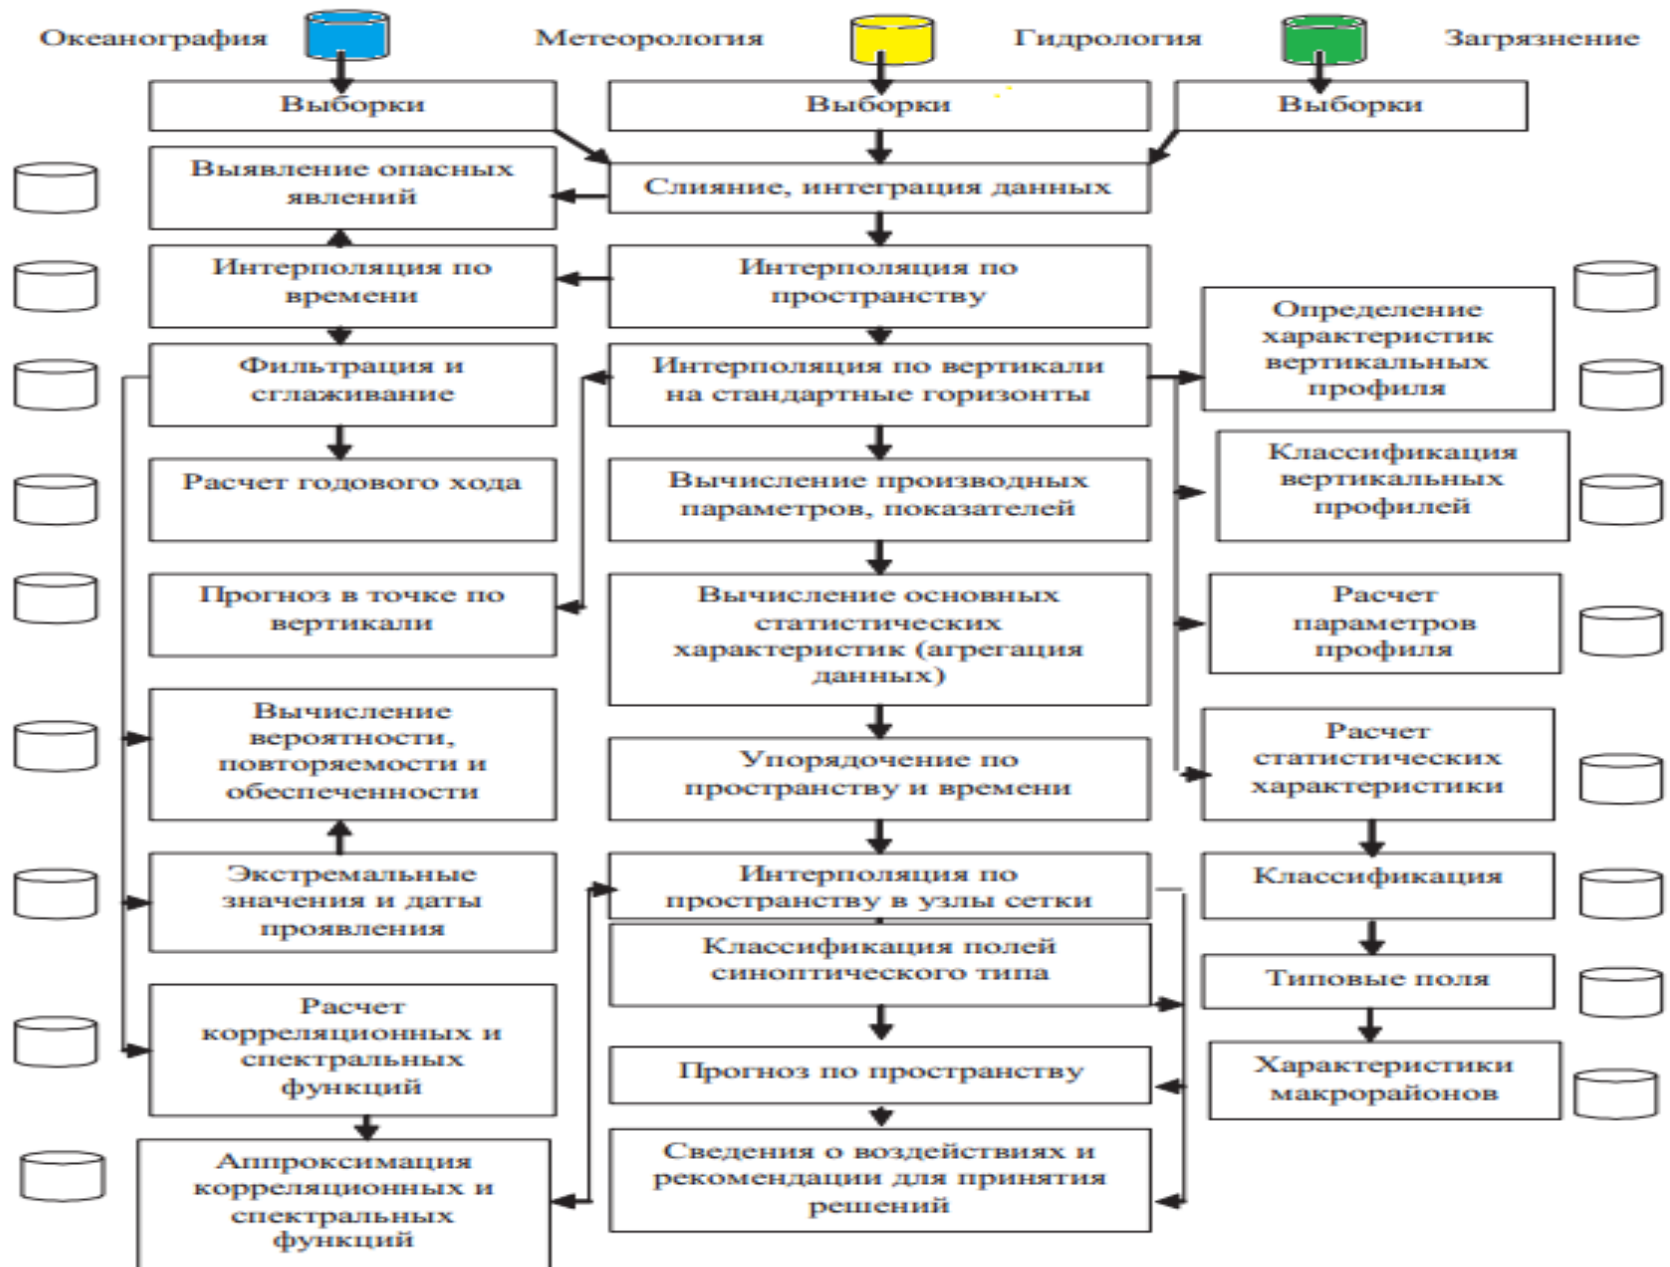 Океанография
Метеорология
Гидрология
Загрязнение
Выборки
Выборки
Выборки
Выявление опасных
явлений
Слияние, интеграция данных
Интерполяция по
времени
Интерполяция по
пространству
Определение
характеристик
вертикальных
профиля
Фильтрация и
сглаживание
Интерполяция по вертикали
на стандартные горизонты
Классификация
вертикальных
профилей
Расчет годового хода
Вычисление производных
параметров, показателей
Прогноз в точке по
вертикали
Вычисление основных
статистических
характеристик (агрегация
данных)
Расчет
параметров
профиля
Вычисление
вероятности,
повторяемости и
обеспеченности
Упорядочение по
пространству и времени
Расчет
статистических
характеристики
Экстремальные
значения и даты
проявления
Интерполяция по
пространству в узлы сетки
Классификация
Классификация полей
синоптического типа
Типовые поля
Расчет
корреляционных и
спектральных
функций
Прогноз по пространству
Характеристики
макрорайонов
Аппроксимация
корреляционных и
спектральных
функций
Сведения о воздействиях и
рекомендации для принятия
решений